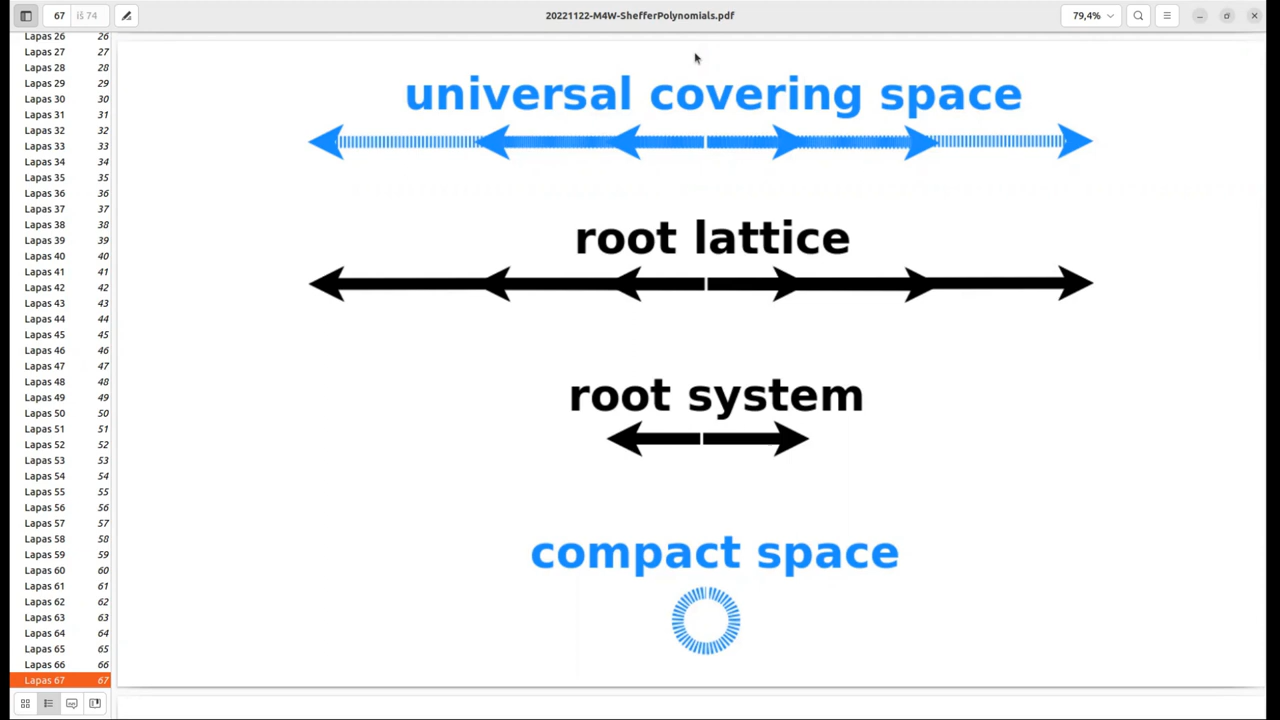 67 iš 74
20221122-M4W-ShefferPolynomials.pdf
79,4%
Lapas 26 26
Lapas 27 27
Lapas 28 28
Lapas 29 29
Lapas 30 30
Lapas 31 31
Lapas 32 32
Lapas 33 33
Lapas 34 34
Lapas 35 35
Lapas 36 36
Lapas 37 37
Lapas 38 38
Lapas 39 39
Lapas 40 40
Lapas 41 41
Lapas 42 42
Lapas 43 43
Lapas 44 44
Lapas 45 45
Lapas 46 46
Lapas 47 47
Lapas 48 48
Lapas 49 49
Lapas 50 50
Lapas 51 51
Lapas 52 52
Lapas 53 53
Lapas 54 54
Lapas 55 55
Lapas 56 56
Lapas 57 57
Lapas 58 58
Lapas 59 59
Lapas 60 60
Lapas 61 61
Lapas 62 62
Lapas 63 63
Lapas 64 64
Lapas 65 65
Lapas 66 66
Lapas 67 67
universal covering space
root lattice
root system
compact space